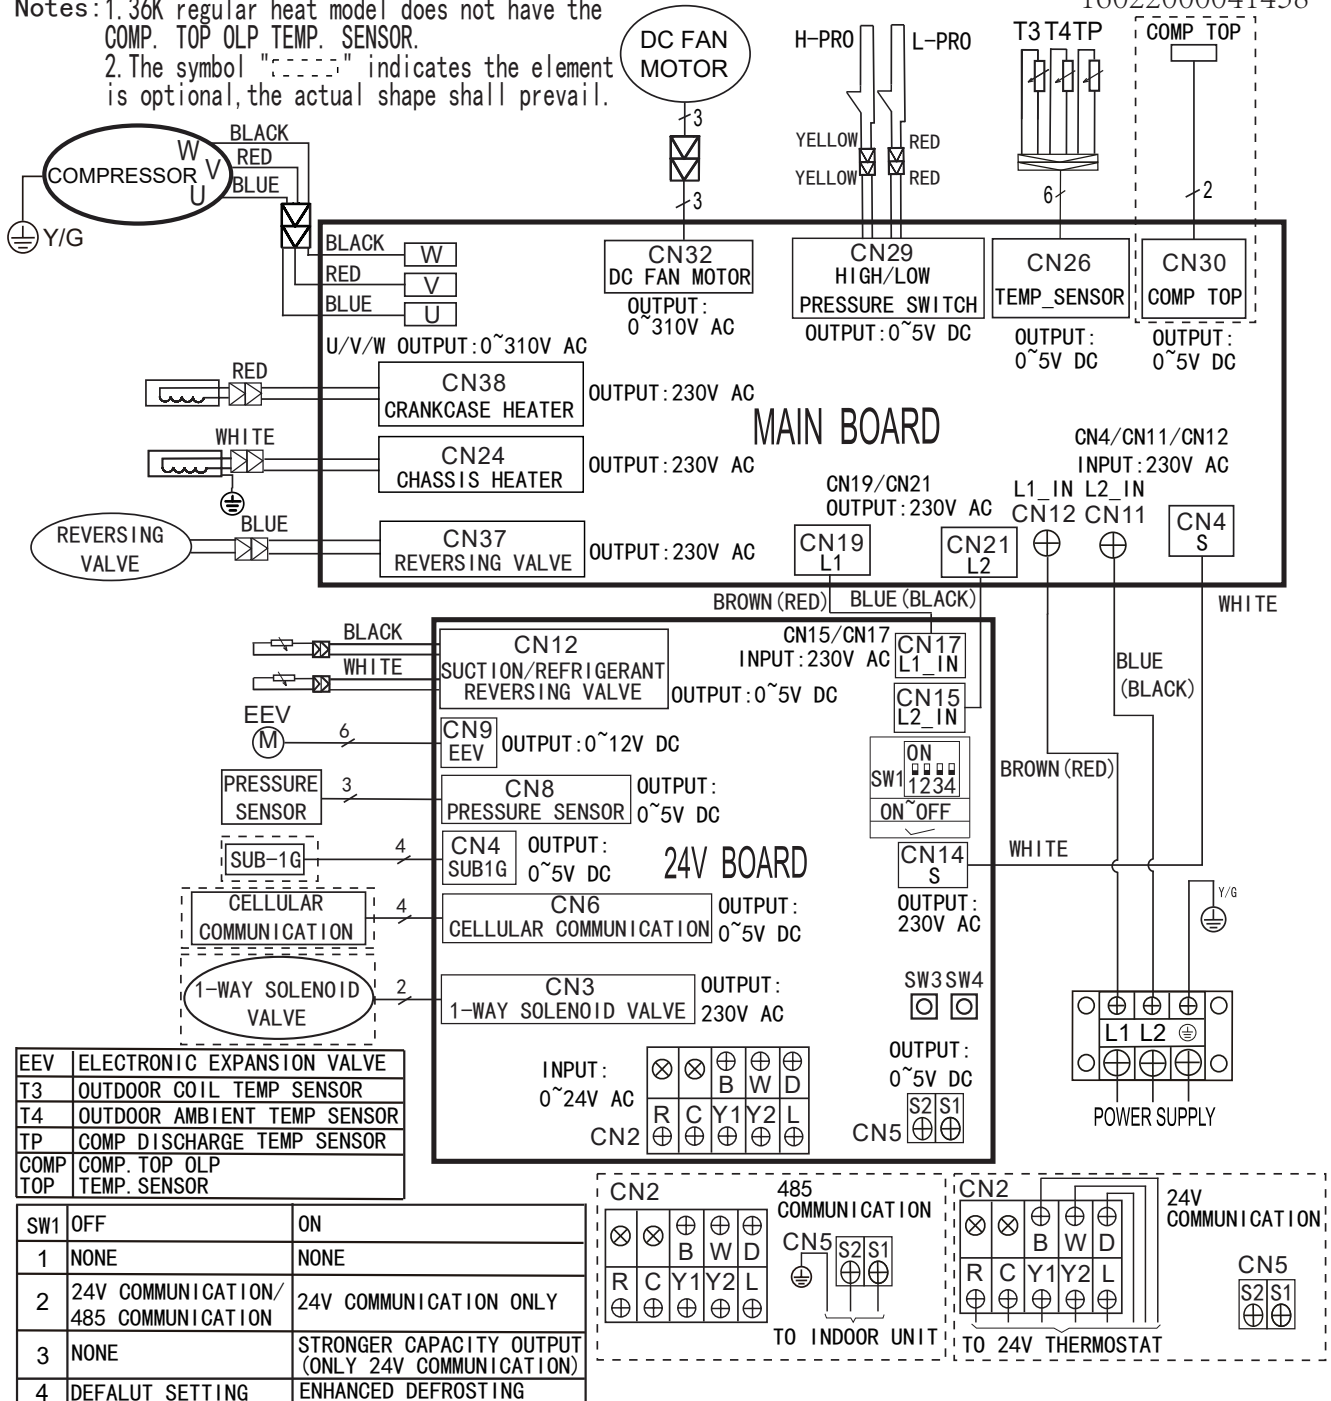 Notes:1.36K regular heat model does not have the
COMP. TOP OLP TEMP. SENSOR.
2.The symbol "" indicates the element
is optional,the actual shape shall prevail.
DC FAN
MOTOR
3
3
H-PRO
L-PRO
YELLOW
RED
YELLOW
RED
T3 T4 TP
6
COMP TOP
2
COMPRESSOR
W
V
U
BLACK
RED
BLUE
Y/G
BLACK
W
RED
V
BLUE
U
U/V/W OUTPUT:0~310V AC
CN32
DC FAN MOTOR
OUTPUT:
0~310V AC
CN29
HIGH/LOW
PRESSURE SWITCH
OUTPUT:0~5V DC
CN26
TEMP_SENSOR
OUTPUT:
0~5V DC
CN30
COMP TOP
OUTPUT:
0~5V DC
RED
CN38
CRANKCASE HEATER
OUTPUT:230V AC
WHITE
CN24
CHASSIS HEATER
OUTPUT:230V AC
REVERSING
VALVE
BLUE
CN37
REVERSING VALVE
OUTPUT:230V AC
MAIN BOARD
CN4/CN11/CN12
INPUT:230V AC
CN19/CN21
OUTPUT:230V AC
L1_IN L2_IN
CN12 CN11
CN4
S
CN19
L1
CN21
L2
BROWN(RED)
BLUE(BLACK)
WHITE
BLACK
WHITE
CN12
SUCTION/REFRIGERANT
REVERSING VALVE
OUTPUT:0~5V DC
CN15/CN17
INPUT:230V AC
CN17
L1_IN
CN15
L2_IN
BLUE
(BLACK)
EEV
M
6
CN9
EEV
OUTPUT:0~12V DC
SW1
ON
1234
ON~OFF
BROWN(RED)
PRESSURE
SENSOR
3
CN8
PRESSURE SENSOR
OUTPUT:
0~5V DC
SUB-1G
4
CN4
SUB1G
OUTPUT:
0~5V DC
24V BOARD
CN14
S
OUTPUT:
230V AC
WHITE
CELLULAR
COMMUNICATION
4
CN6
CELLULAR COMMUNICATION
OUTPUT:
0~5V DC
Y/G
1-WAY SOLENOID
VALVE
2
CN3
1-WAY SOLENOID VALVE
OUTPUT:
230V AC
SW3 SW4
L1 L2
POWER SUPPLY
INPUT:
0~24V AC
CN2
B W D
R C Y1 Y2 L
OUTPUT:
0~5V DC
CN5
S2 S1
EEV ELECTRONIC EXPANSION VALVE
T3 OUTDOOR COIL TEMP SENSOR
T4 OUTDOOR AMBIENT TEMP SENSOR
TP COMP DISCHARGE TEMP SENSOR
COMP TOP COMP. TOP OLP
TEMP. SENSOR
SW1 OFF ON
1 NONE NONE
2 24V COMMUNICATION/
485 COMMUNICATION 24V COMMUNICATION ONLY
3 NONE STRONGER CAPACITY OUTPUT
(ONLY 24V COMMUNICATION)
4 DEFALUT SETTING ENHANCED DEFROSTING
CN2
B W D
R C Y1 Y2 L
485
COMMUNICATION
CN5
S2 S1
TO INDOOR UNIT
CN2
B W D
R C Y1 Y2 L
24V
COMMUNICATION
CN5
S2 S1
TO 24V THERMOSTAT